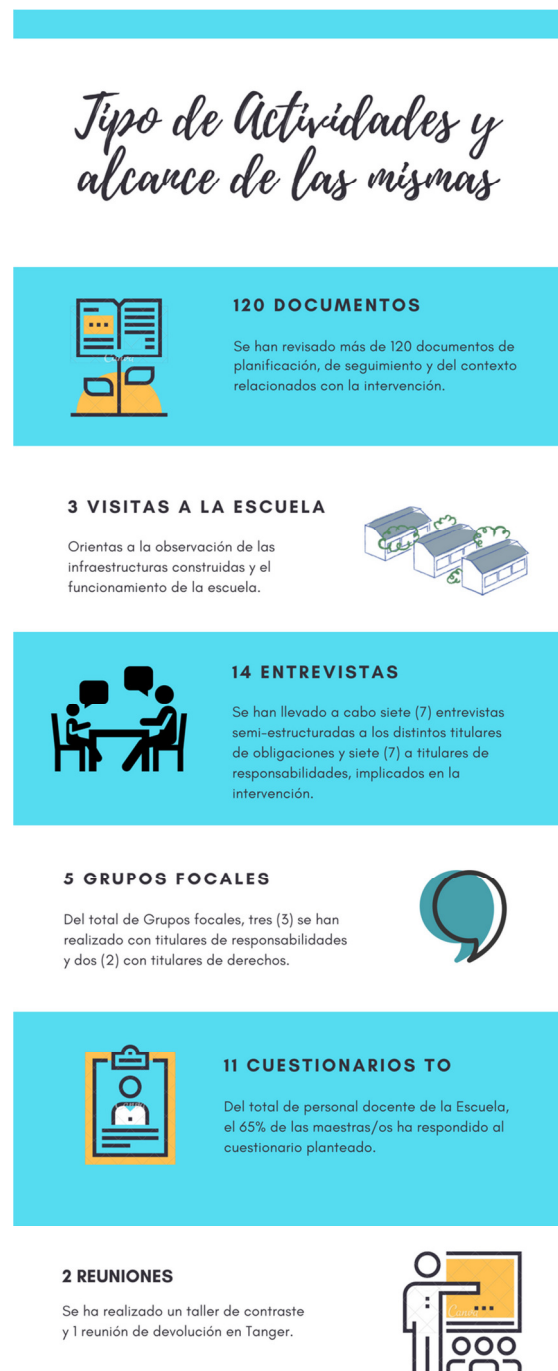 Tipo de Actividades y
alcance de las mismas
120 DOCUMENTOS
Se han revisado más de 120 documentos de
planificación, de seguimiento y del contexto
relacionados con la intervención.
Canva
3 VISITAS A LA ESCUELA
Orientas a la observación de las
infraestructuras construidas y el
funcionamiento de la escuela.
14 ENTREVISTAS
Se han llevado a cabo siete (7) entrevistas
semi-estructuradas a los distintos titulares
de obligaciones y siete (7) a titulares de
responsabilidades, implicados en la
intervención.
5 GRUPOS FOCALES
Del total de Grupos focales, tres (3) se han
realizado con titulares de responsabilidades
y dos (2) con titulares de derechos.
11 CUESTIONARIOS TO
Canva
Del total de personal docente de la Escuela,
el 65% de las maestras/os ha respondido al
cuestionario planteado.
2 REUNIONES
Se ha realizado un taller de contraste
y 1 reunión de devolución en Tanger.
Canva